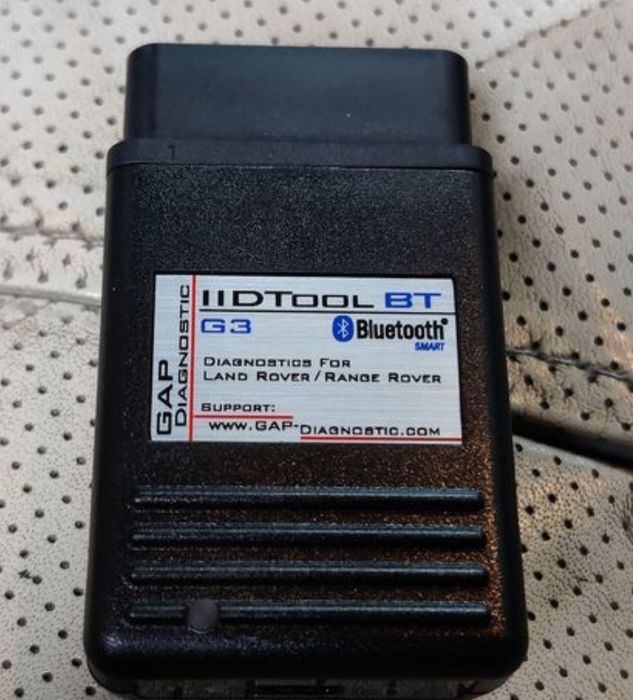 GAP
DIAGNOSTIC
IIDTOOL BT
G3
Bluetooth®
SMART
DIAGNOSTICS FOR
LAND ROVER/RANGE ROVER
SUPPORT:
WWW.GAP-DIAGNOSTIC.COM